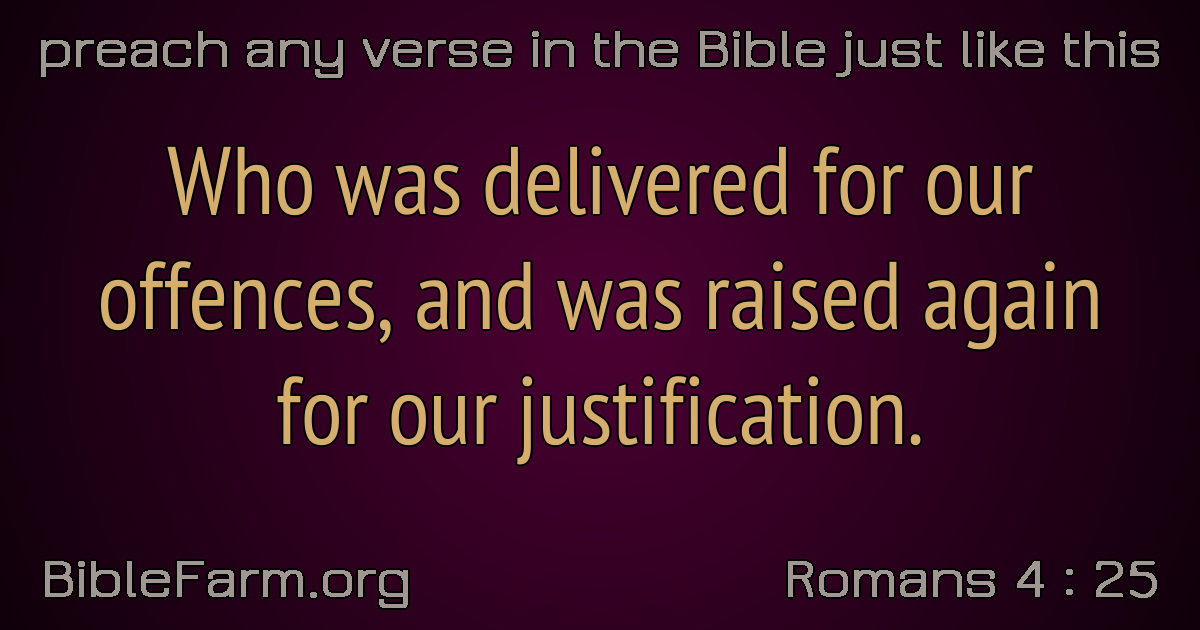 preach any verse in the Bible just like this
Who was delivered for our
offences, and was raised again
for our justification.
BibleFarm.org
Romans 4 : 25